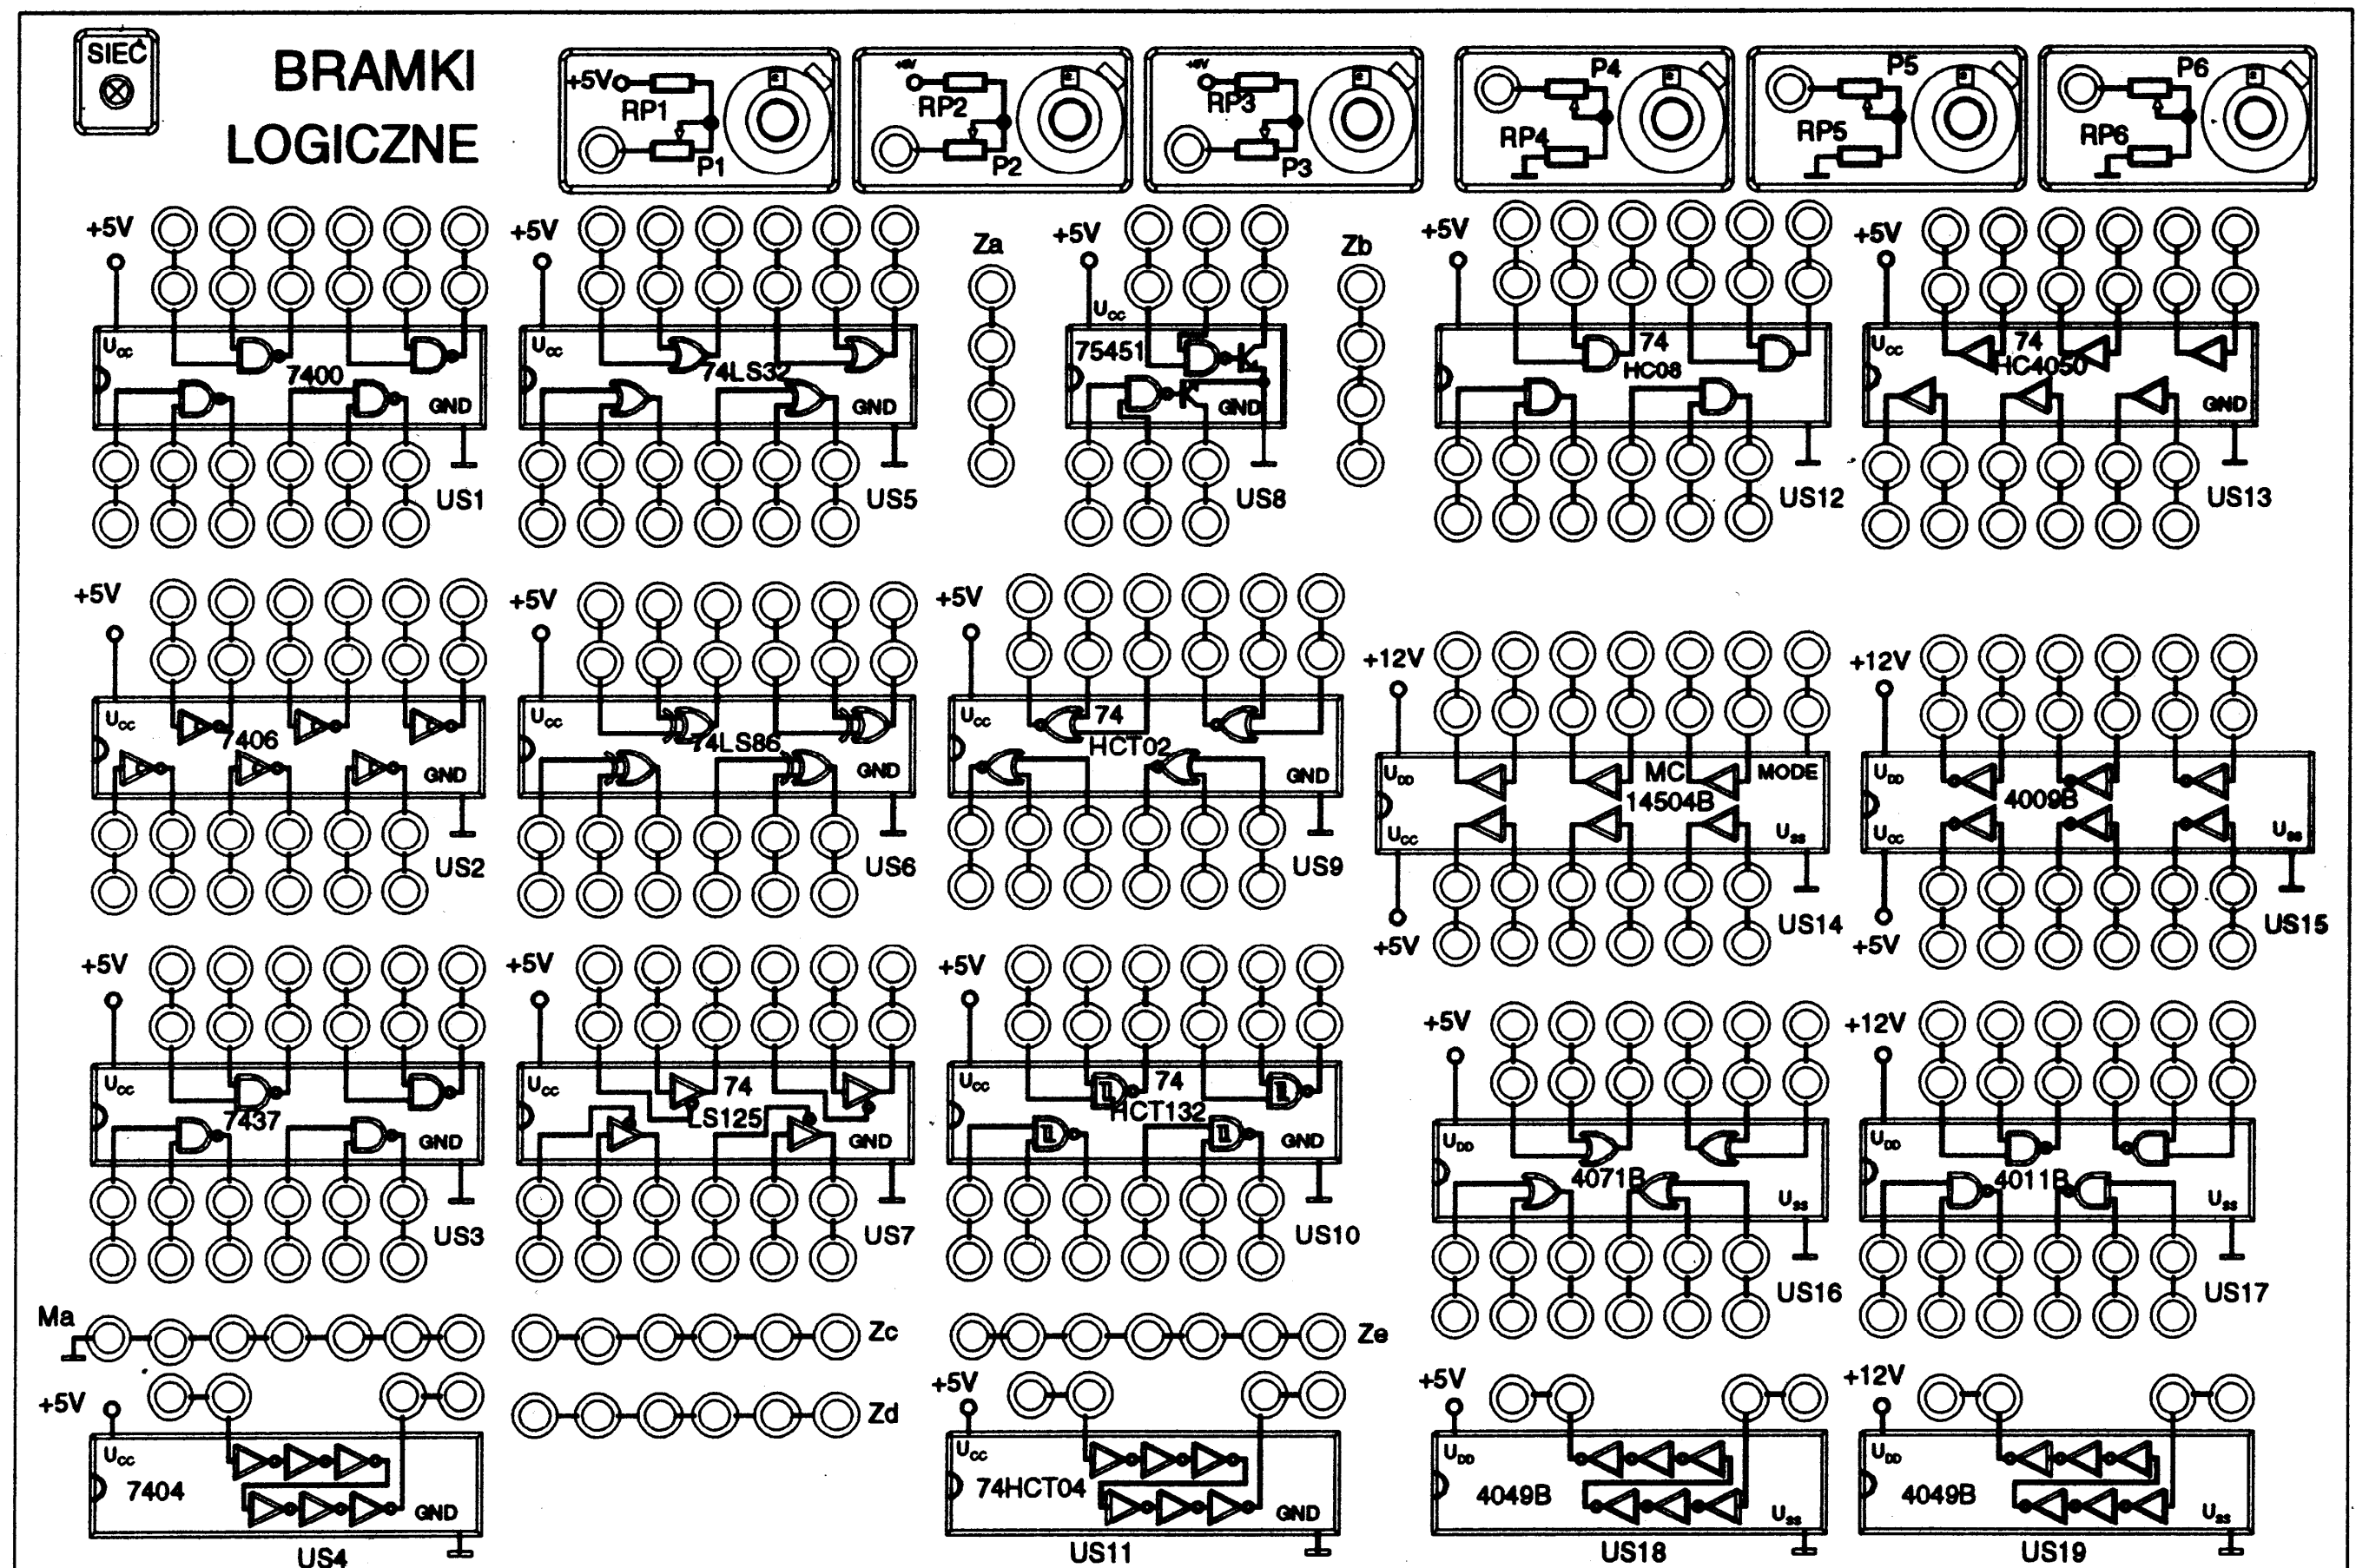 SIEĆ
BRAMKI
LOGICZNE
+5V
RP1
P1
+5V
RP2
P2
+5V
RP3
P3
P4
RP4
P5
RP5
P6
RP6
+5V
UCC
7400
GND
US1
+5V
UCC
74LS32
GND
US5
Za
+5V
UCC
75451
GND
US8
Zb
+5V
74
HC08
US12
+5V
UCC
74
HC4050
GND
US13
+5V
UCC
7406
GND
US2
+5V
UCC
74LS86
GND
US6
+5V
UCC
74
HCT02
GND
US9
+12V
UDD
MC
MODE
14504B
UCC
USS
US14
+5V
+12V
UDD
4009B
UCC
USS
US15
+5V
+5V
UCC
7437
GND
US3
+5V
UCC
74
LS125
GND
US7
+5V
UCC
74
HCT132
GND
US10
+5V
UDD
4071B
USS
US16
+12V
UDD
4011B
USS
US17
Ma
Zc
Ze
Zd
+5V
UCC
7404
GND
US4
+5V
UCC
74HCT04
GND
US11
+5V
UDD
4049B
USS
US18
+12V
UDD
4049B
USS
US19